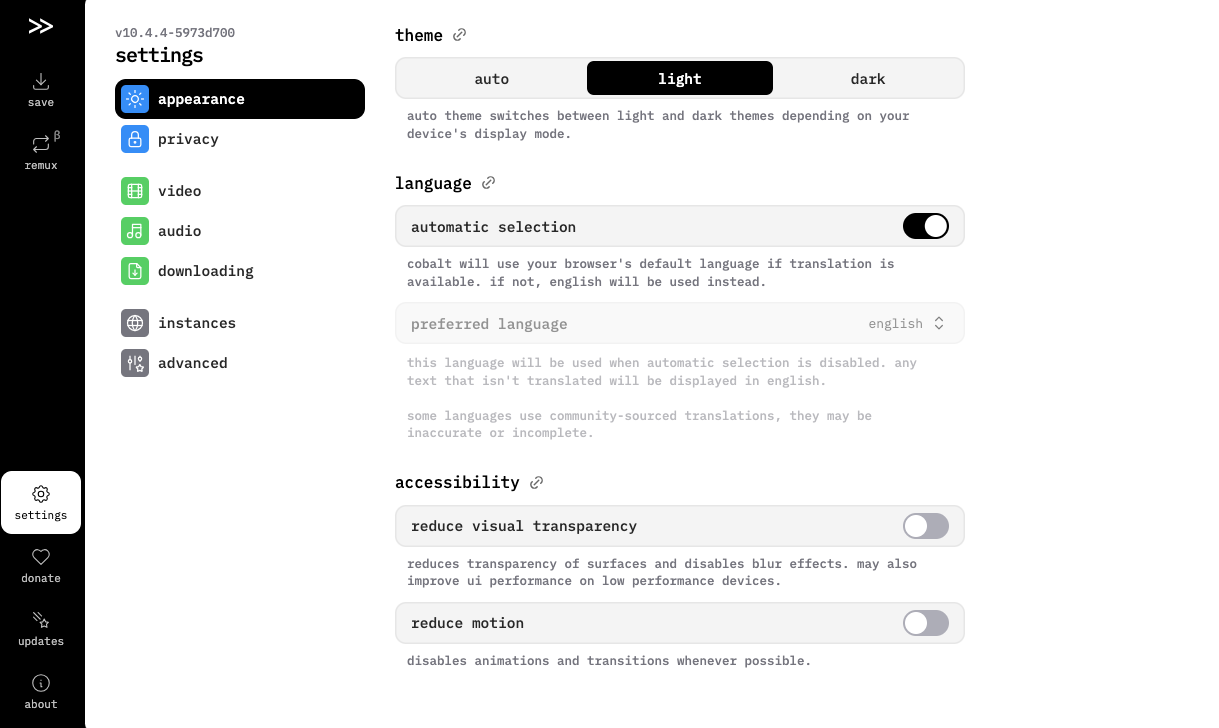 save
remux β
settings
donate
updates
about
v10.4.4-5973d700
settings
appearance
privacy
video
audio
downloading
instances
advanced
theme
auto
light
dark
auto theme switches between light and dark themes depending on your
device's display mode.
language
automatic selection
cobalt will use your browser's default language if translation is
available. if not, english will be used instead.
preferred language
english
this language will be used when automatic selection is disabled. any
text that isn't translated will be displayed in english.
some languages use community-sourced translations, they may be
inaccurate or incomplete.
accessibility
reduce visual transparency
reduces transparency of surfaces and disables blur effects. may also
improve ui performance on low performance devices.
reduce motion
disables animations and transitions whenever possible.